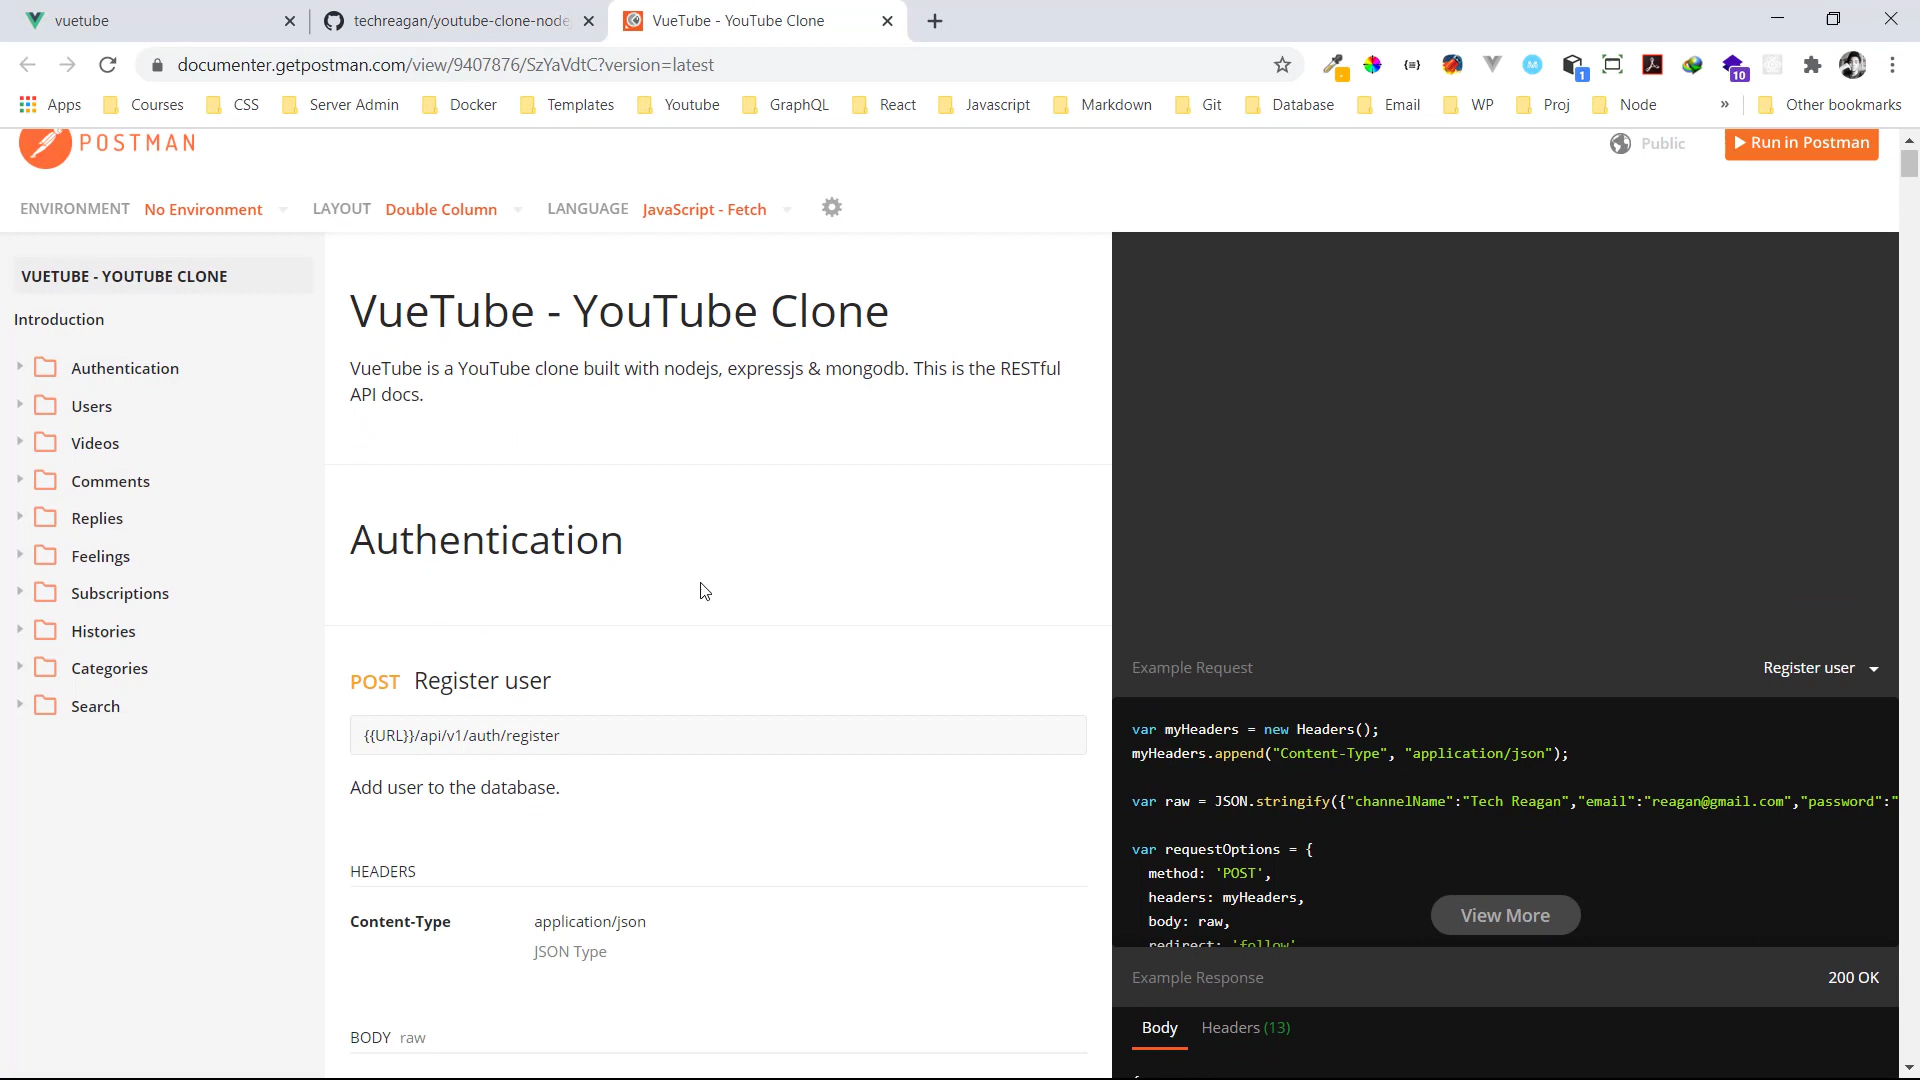 vuetube
techreagan/youtube-clone-node
VueTube - YouTube Clone
documenter.getpostman.com/view/9407876/SzYaVdtC?version=latest
1
10
Apps
Courses
CSS
Server Admin
Docker
Templates
Youtube
GraphQL
React
Javascript
Markdown
Git
Database
Email
WP
Proj
Node
»
Other bookmarks
POSTMAN
Public
Run in Postman
ENVIRONMENT No Environment
LAYOUT Double Column
LANGUAGE JavaScript - Fetch
VUETUBE - YOUTUBE CLONE
Introduction
Authentication
Users
Videos
Comments
Replies
Feelings
Subscriptions
Histories
Categories
Search
VueTube - YouTube Clone
VueTube is a YouTube clone built with nodejs, expressjs & mongodb. This is the RESTful
API docs.
Authentication
POST Register user
{{URL}}/api/v1/auth/register
Add user to the database.
HEADERS
Content-Type application/json
JSON Type
BODY raw
Example Request
Register user
var myHeaders = new Headers();
myHeaders.append("Content-Type", "application/json");
var raw = JSON.stringify({"channelName":"Tech Reagan","email":"reagan@gmail.com","password":"
var requestOptions = {
method: 'POST',
headers: myHeaders,
body: raw,
redirect: 'follow'
View More
Example Response
200 OK
Body
Headers (13)